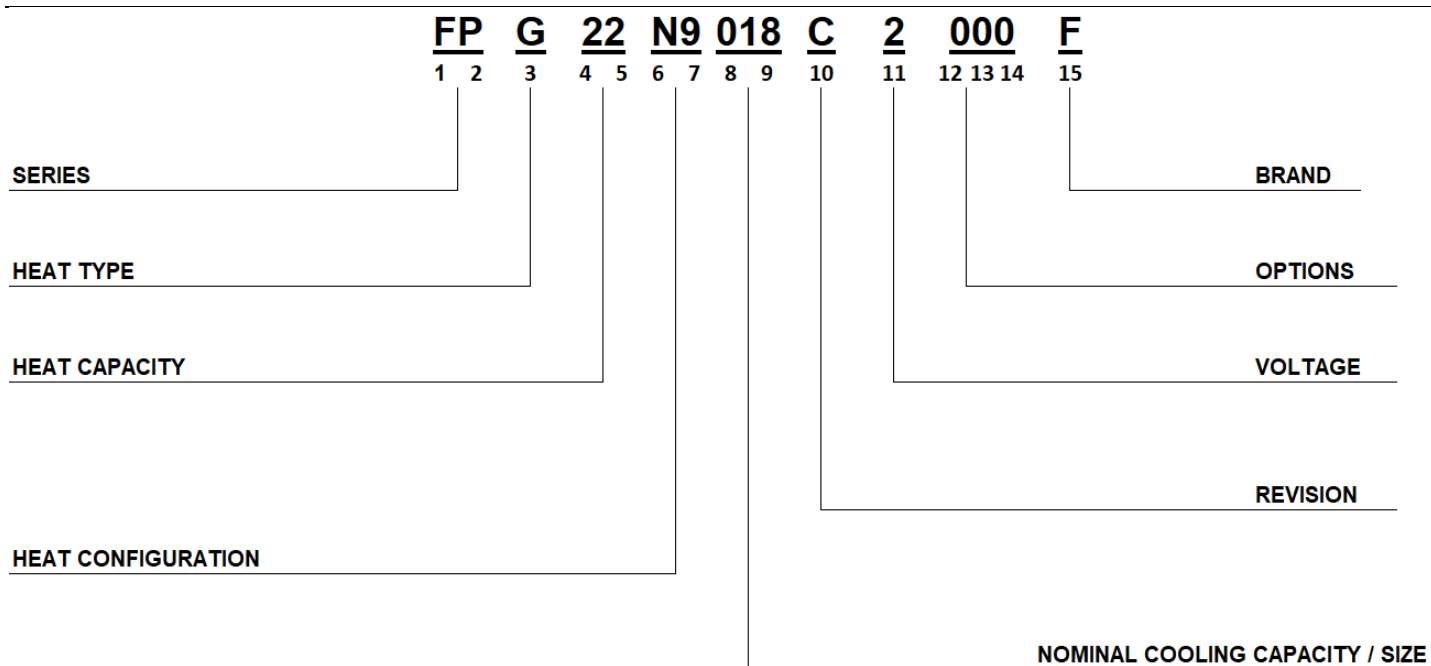 FP G 22 N9 018 C 2 000 F
1 2 3 4 5 6 7 8 9 10 11 12 13 14 15
SERIES BRAND
HEAT TYPE OPTIONS
HEAT CAPACITY VOLTAGE
REVISION
HEAT CONFIGURATION
NOMINAL COOLING CAPACITY / SIZE